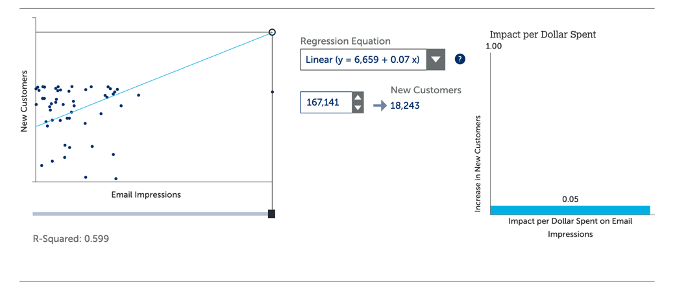 Regression Equation
Linear (y = 6,659 + 0.07 x)
?
New Customers
167,141
18,243
New Customers
Email Impressions
R-Squared: 0.599
Impact per Dollar Spent
1.00
Increase in New Customers
0.05
Impact per Dollar Spent on Email
Impressions